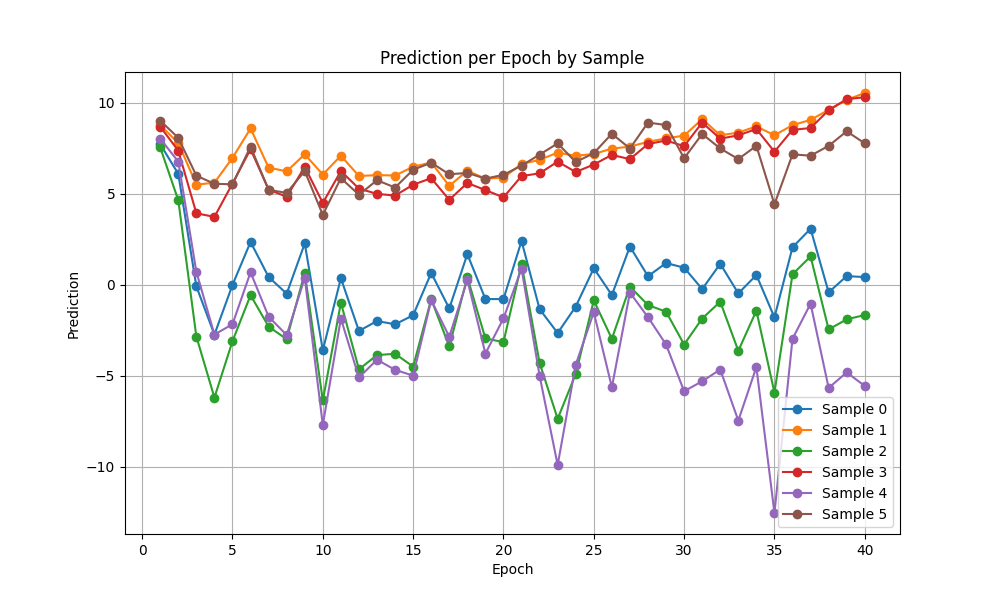 Prediction per Epoch by Sample
Prediction
10
5
0
−5
−10
0 5 10 15 20 25 30 35 40
Epoch
Sample 0
Sample 1
Sample 2
Sample 3
Sample 4
Sample 5